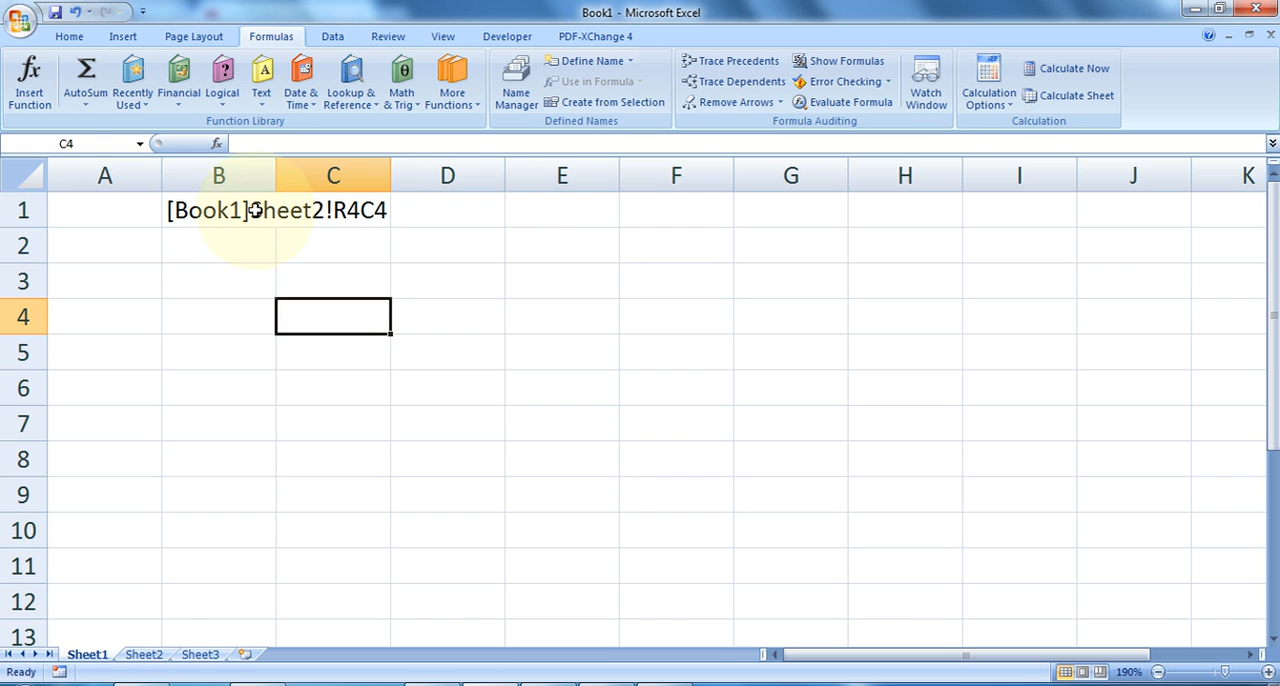 Book1 - Microsoft Excel
Home Insert Page Layout Formulas Data Review View Developer PDF-XChange 4
Insert Function
AutoSum
Recently Used
Financial
Logical
Text
Date & Time
Lookup & Reference
Math & Trig
More Functions
Function Library
Name Manager
Define Name
Use in Formula
Create from Selection
Defined Names
Trace Precedents
Trace Dependents
Remove Arrows
Show Formulas
Error Checking
Evaluate Formula
Formula Auditing
Watch Window
Calculation Options
Calculate Now
Calculate Sheet
Calculation
C4 fx
A B C D E F G H I J K
1 [Book1]Sheet2!R4C4
2
3
4
5
6
7
8
9
10
11
12
13
Sheet1 Sheet2 Sheet3
Ready 190%